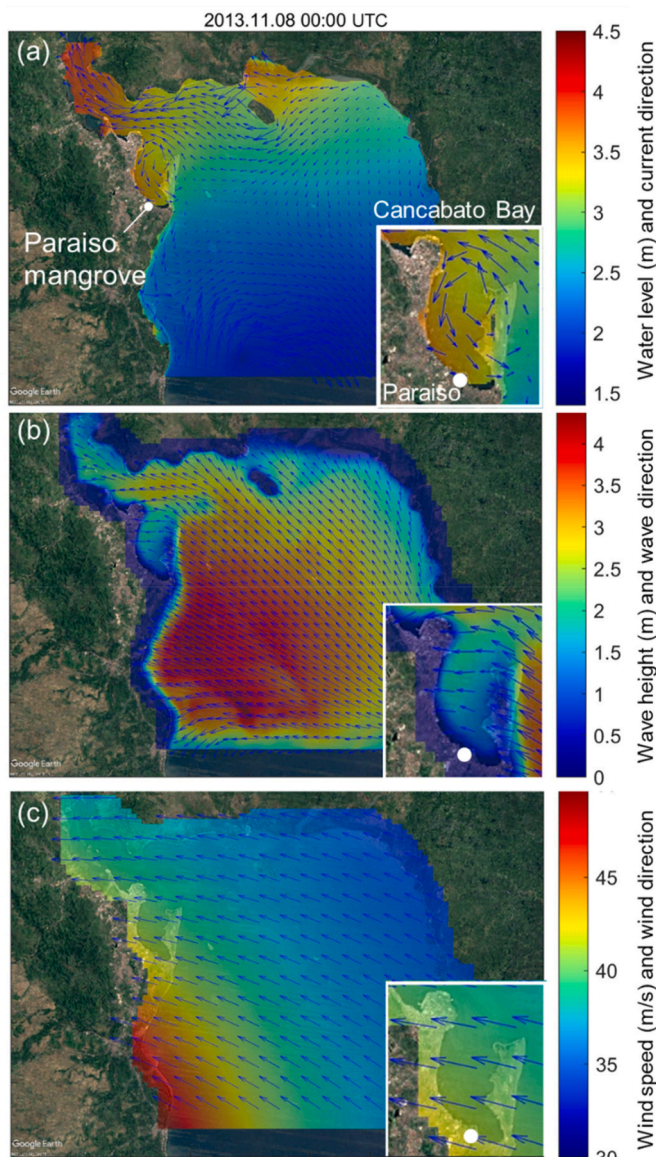 2013.11.08 00:00 UTC
(a)
Paraiso
mangrove
Cancabato Bay
Paraiso
Google Earth
4.5
4
3.5
3
2.5
2
1.5
Water level (m) and current direction
(b)
Google Earth
4
3.5
3
2.5
2
1.5
1
0.5
0
Wave height (m) and wave direction
(c)
Google Earth
45
40
35
30
Wind speed (m/s) and wind direction